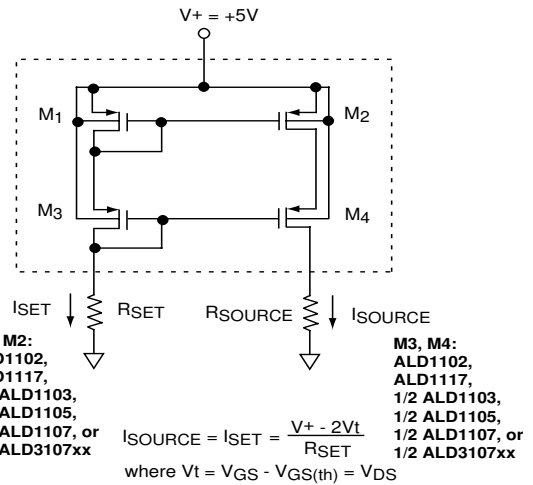 V+ = +5V
M1
M2
M3
M4
ISET
RSET
RSOURCE
ISOURCE
M2:
ALD1103,
ALD1105,
ALD1107, or
ALD3107xx
M3, M4:
ALD1102,
ALD1117,
1/2 ALD1103,
1/2 ALD1105,
1/2 ALD1107, or
1/2 ALD3107xx
ISOURCE = ISET = V+ - 2Vt / RSET
where Vt = VGS - VGS(th) = VDS